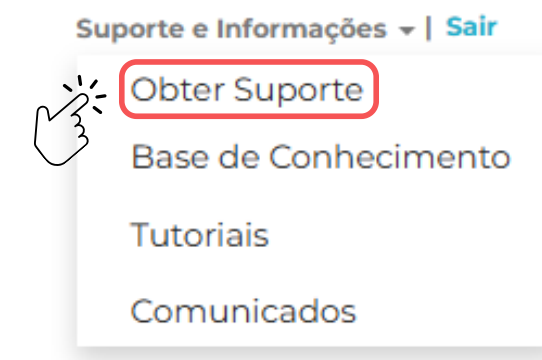 Suporte e Informações | Sair
Obter Suporte
Base de Conhecimento
Tutoriais
Comunicados